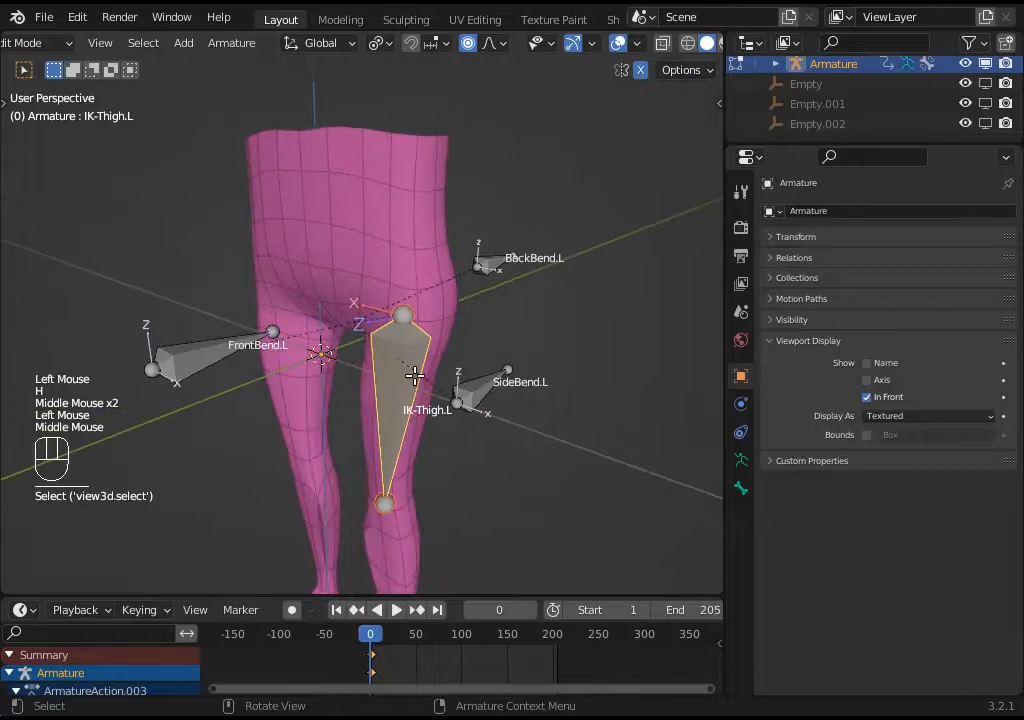 File Edit Render Window Help Layout Modeling Sculpting UV Editing Texture Paint Sh Scene ViewLayer
dit Mode View Select Add Armature Global
X Options
User Perspective
(0) Armature : IK-Thigh.L
Armature
Empty
Empty.001
Empty.002
Armature
Armature
Transform
Relations
Collections
Motion Paths
Visibility
Viewport Display
Show Name
Axis
In Front
Display As Textured
Bounds Box
Custom Properties
z
BackBend.L
x
X
Z
Z
FrontBend.L
x
z
SideBend.L
IK-Thigh.L
x
Left Mouse
H
Middle Mouse x2
Left Mouse
Middle Mouse
Select ('view3d.select')
Playback Keying View Marker 0 Start 1 End 205
-150 -100 -50 0 50 100 150 200 250 300 350
Summary
Armature
ArmatureAction.003
Select Rotate View Armature Context Menu 3.2.1